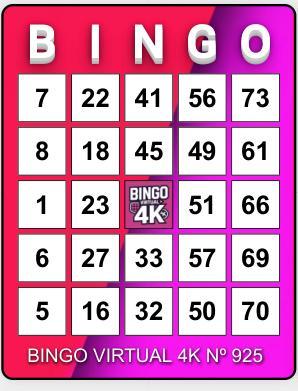 B I N G O
7 22 41 56 73
8 18 45 49 61
1 23 BINGO VIRTUAL 4K 51 66
6 27 33 57 69
5 16 32 50 70
BINGO VIRTUAL 4K Nº 925